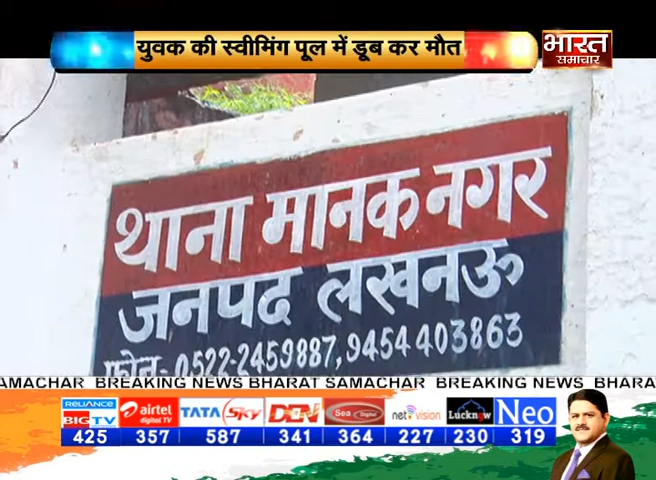 युवक की स्वीमिंग पूल में डूब कर मौत
भारत
समाचार
थाना मानक नगर
जनपद लखनऊ
फोन- 0522-2459887, 9454403863
SAMACHAR BREAKING NEWS BHARAT SAMACHAR BREAKING NEWS BHARA
RELIANCE BIG TV airtel digital TV TATA SKY DEN Sea Digital net vision Lucknow Neo
425 357 587 341 364 227 230 319